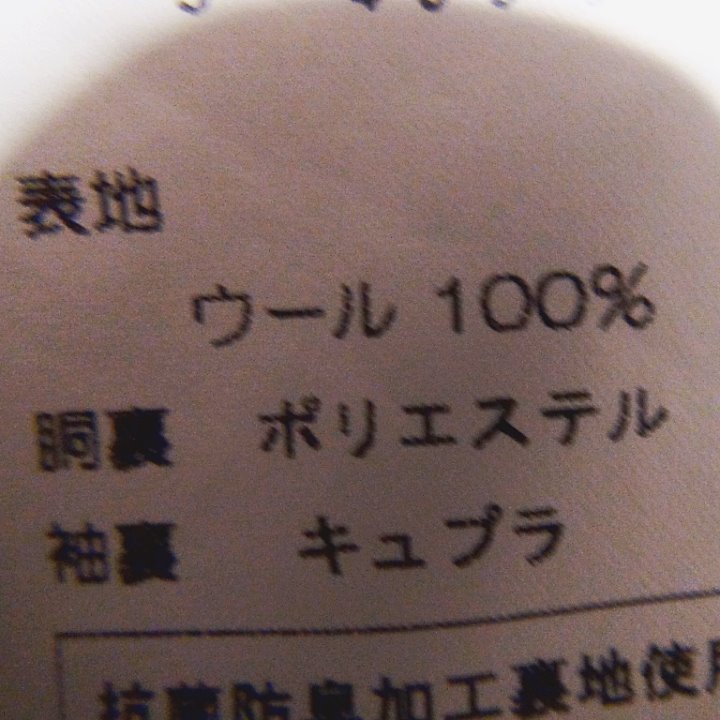 表地
ウール 100%
胴裏 ポリエステル
袖裏 キュプラ
抗菌防臭加工裏地使用